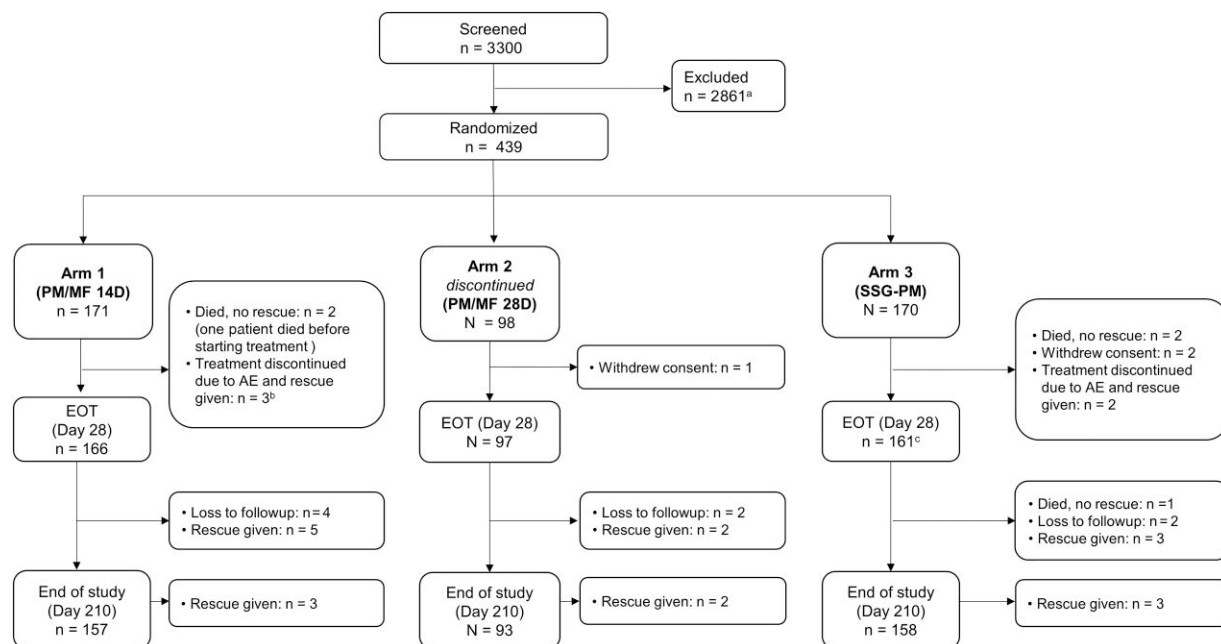 Screened
n = 3300
Excluded
n = 2861ᵃ
Randomized
n = 439
Arm 1
(PM/MF 14D)
n = 171
• Died, no rescue: n = 2
(one patient died before
starting treatment )
• Treatment discontinued
due to AE and rescue
given: n = 3ᵇ
EOT
(Day 28)
n = 166
• Loss to followup: n = 4
• Rescue given: n = 5
End of study
(Day 210)
n = 157
• Rescue given: n = 3
Arm 2
discontinued
(PM/MF 28D)
N = 98
• Withdrew consent: n = 1
EOT (Day 28)
N = 97
• Loss to followup: n = 2
• Rescue given: n = 2
End of study
(Day 210)
N = 93
• Rescue given: n = 2
Arm 3
(SSG-PM)
N = 170
• Died, no rescue: n = 2
• Withdrew consent: n = 2
• Treatment discontinued
due to AE and rescue
given: n = 2
EOT (Day 28)
n = 161ᶜ
• Died, no rescue: n =1
• Loss to followup: n = 2
• Rescue given: n = 3
End of study
(Day 210)
n = 158
• Rescue given: n = 3